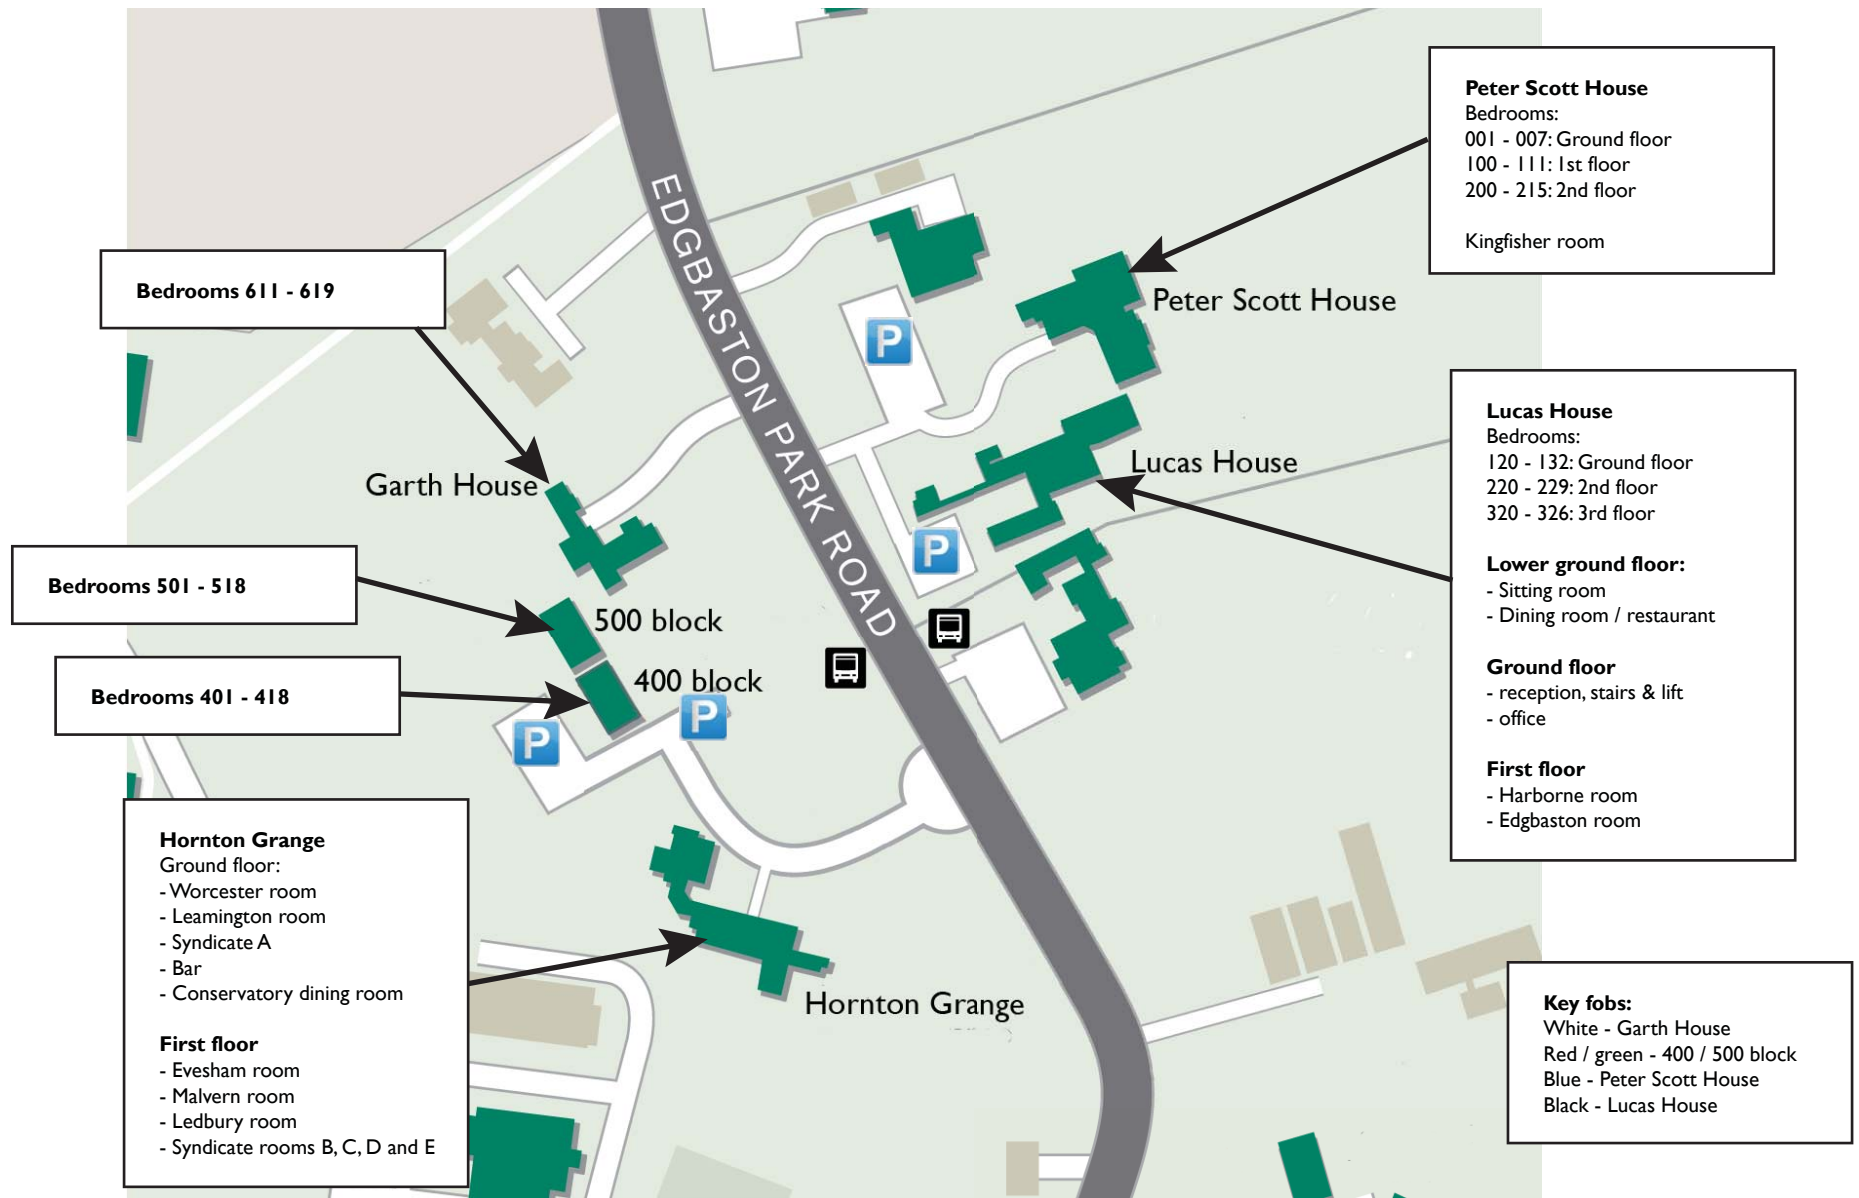 EDGBASTON PARK ROAD
Peter Scott House
Bedrooms:
001 - 007: Ground floor
100 - 111: 1st floor
200 - 215: 2nd floor
Kingfisher room
Bedrooms 611 - 619
Peter Scott House
P
Lucas House
Bedrooms:
120 - 132: Ground floor
220 - 229: 2nd floor
320 - 326: 3rd floor
Lower ground floor:
- Sitting room
- Dining room / restaurant
Ground floor
- reception, stairs & lift
- office
First floor
- Harborne room
- Edgbaston room
Lucas House
Garth House
P
Bedrooms 501 - 518
500 block
Bedrooms 401 - 418
400 block
P
P
Hornton Grange
Ground floor:
- Worcester room
- Leamington room
- Syndicate A
- Bar
- Conservatory dining room
First floor
- Evesham room
- Malvern room
- Ledbury room
- Syndicate rooms B, C, D and E
Hornton Grange
Key fobs:
White - Garth House
Red / green - 400 / 500 block
Blue - Peter Scott House
Black - Lucas House